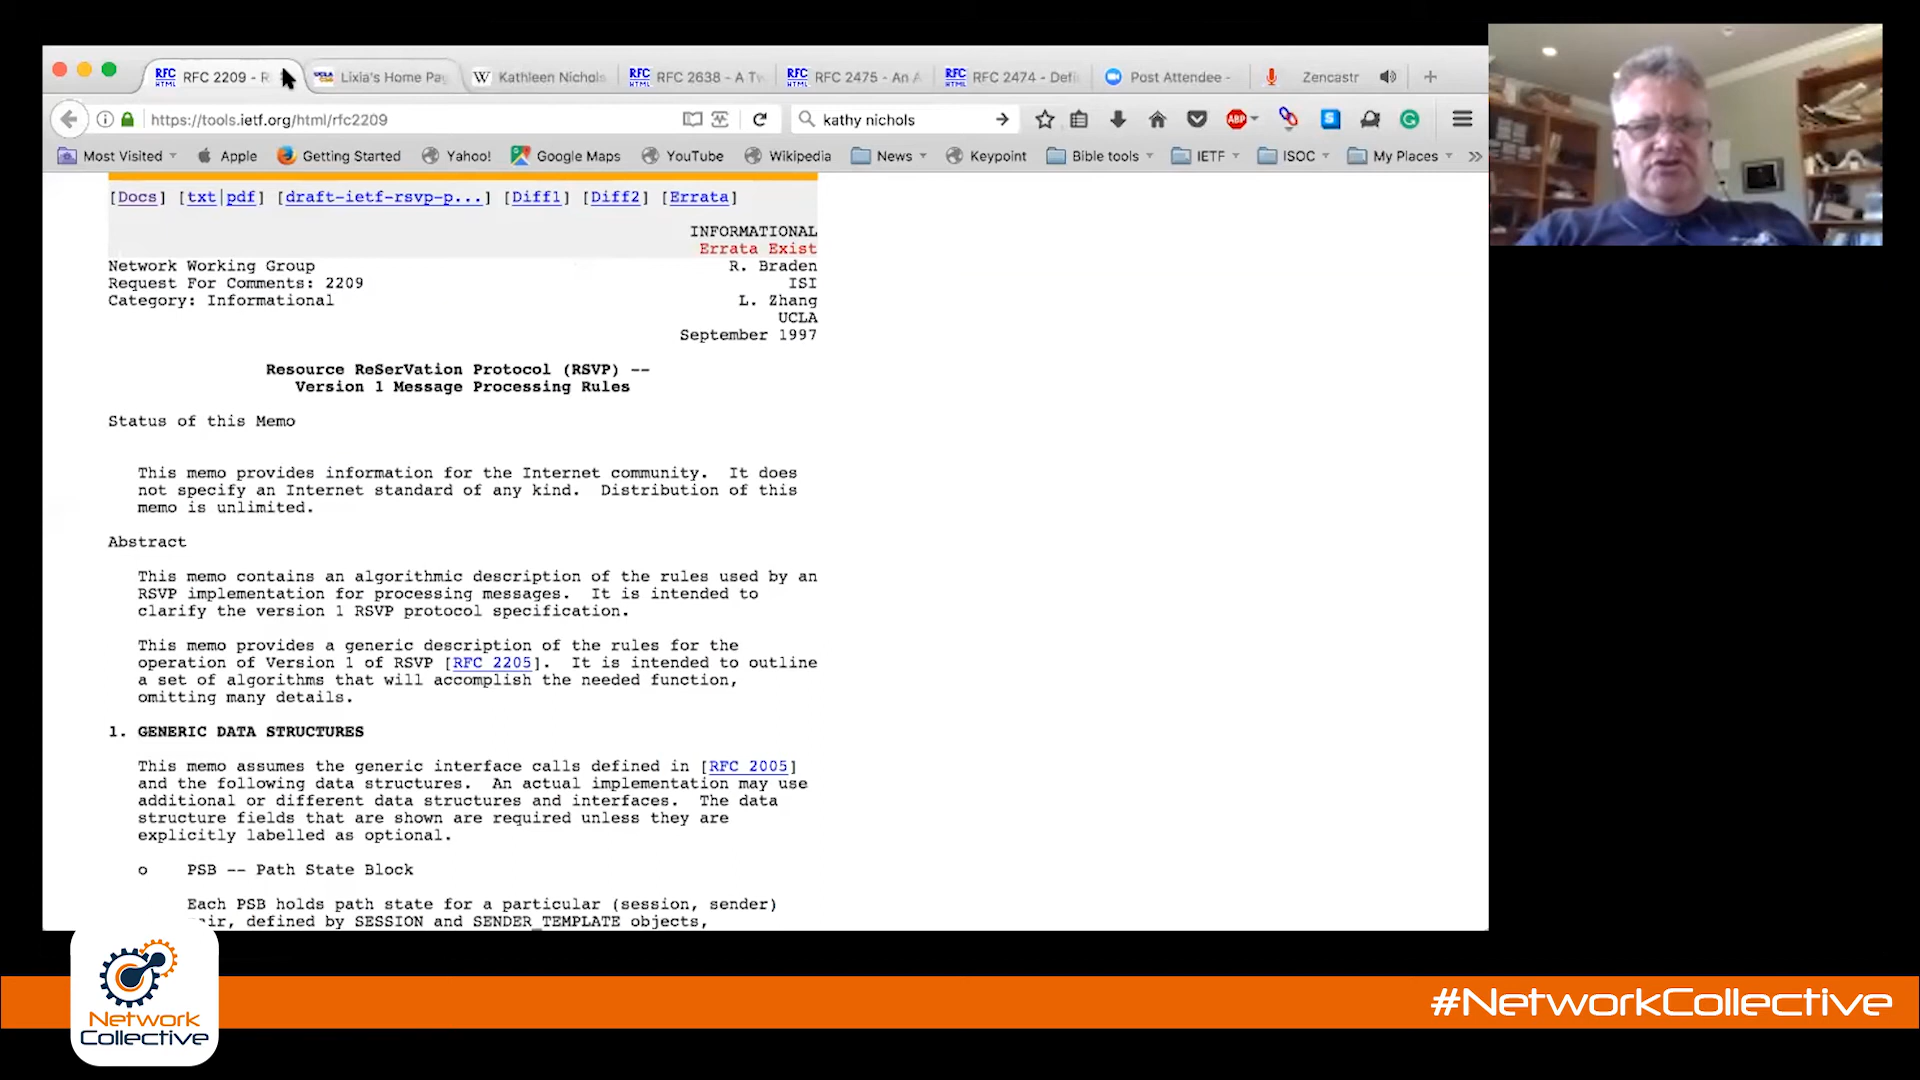 RFC 2209 - R
Lixia's Home Pag
Kathleen Nichols
RFC 2638 - A Tw
RFC 2475 - An A
RFC 2474 - Defi
Post Attendee -
Zencastr
https://tools.ietf.org/html/rfc2209
kathy nichols
ABP
Most Visited
Apple
Getting Started
Yahoo!
Google Maps
YouTube
Wikipedia
News
Keypoint
Bible tools
IETF
ISOC
My Places
[Docs] [txt|pdf] [draft-ietf-rsvp-p...] [Diff1] [Diff2] [Errata]
INFORMATIONAL
Errata Exist
Network Working Group R. Braden
Request For Comments: 2209 ISI
Category: Informational L. Zhang
UCLA
September 1997
Resource ReSerVation Protocol (RSVP) --
Version 1 Message Processing Rules
Status of this Memo
This memo provides information for the Internet community. It does
not specify an Internet standard of any kind. Distribution of this
memo is unlimited.
Abstract
This memo contains an algorithmic description of the rules used by an
RSVP implementation for processing messages. It is intended to
clarify the version 1 RSVP protocol specification.
This memo provides a generic description of the rules for the
operation of Version 1 of RSVP [RFC 2205]. It is intended to outline
a set of algorithms that will accomplish the needed function,
omitting many details.
1. GENERIC DATA STRUCTURES
This memo assumes the generic interface calls defined in [RFC 2005]
and the following data structures. An actual implementation may use
additional or different data structures and interfaces. The data
structure fields that are shown are required unless they are
explicitly labelled as optional.
o PSB -- Path State Block
Each PSB holds path state for a particular (session, sender)
air, defined by SESSION and SENDER_TEMPLATE objects,
Network
Collective
#NetworkCollective